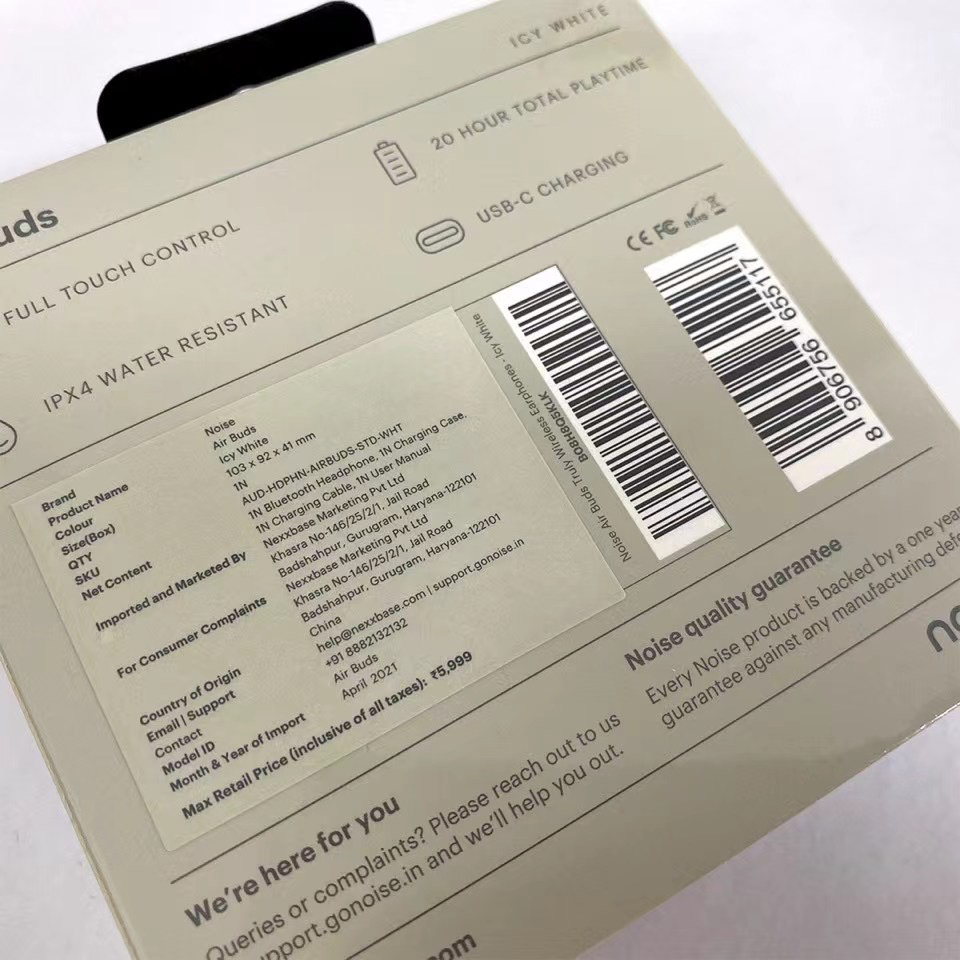 ICY WHITE
20 HOUR TOTAL PLAYTIME
USB-C CHARGING
uds
FULL TOUCH CONTROL
IPX4 WATER RESISTANT
CE FC RoHS
Brand Noise
Product Name Air Buds
Colour Icy White
Size(Box) 103 x 92 x 41 mm
QTY 1N
SKU AUD-HDPHN-AIRBUDS-STD-WHT
Net Content 1N Bluetooth Headphone, 1N Charging Case,
1N Charging Cable, 1N User Manual
Imported and Marketed By Nexxbase Marketing Pvt Ltd
Khasra No-146/25/2/1, Jail Road
Badshahpur, Gurugram, Haryana-122101
For Consumer Complaints Nexxbase Marketing Pvt Ltd
Khasra No-146/25/2/1, Jail Road
Badshahpur, Gurugram, Haryana-122101
Country of Origin China
Email | Support help@nexxbase.com | support.gonoise.in
Contact +91 8882132132
Model ID Air Buds
Month & Year of Import April 2021
Max Retail Price (inclusive of all taxes): ₹5,999
Noise Air Buds Truly Wireless Earphones - Icy White
B08H8Q5KLK
8 906756 655117
Noise quality guarantee
Every Noise product is backed by a one year
guarantee against any manufacturing defe
no
We're here for you
Queries or complaints? Please reach out to us
pport.gonoise.in and we'll help you out.
com